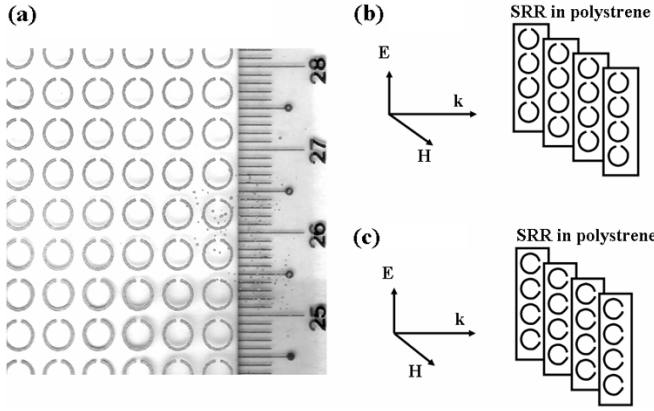 (a)
28
27
26
25
(b)
SRR in polystrene
E
k
H
(c)
SRR in polystrene
E
k
H